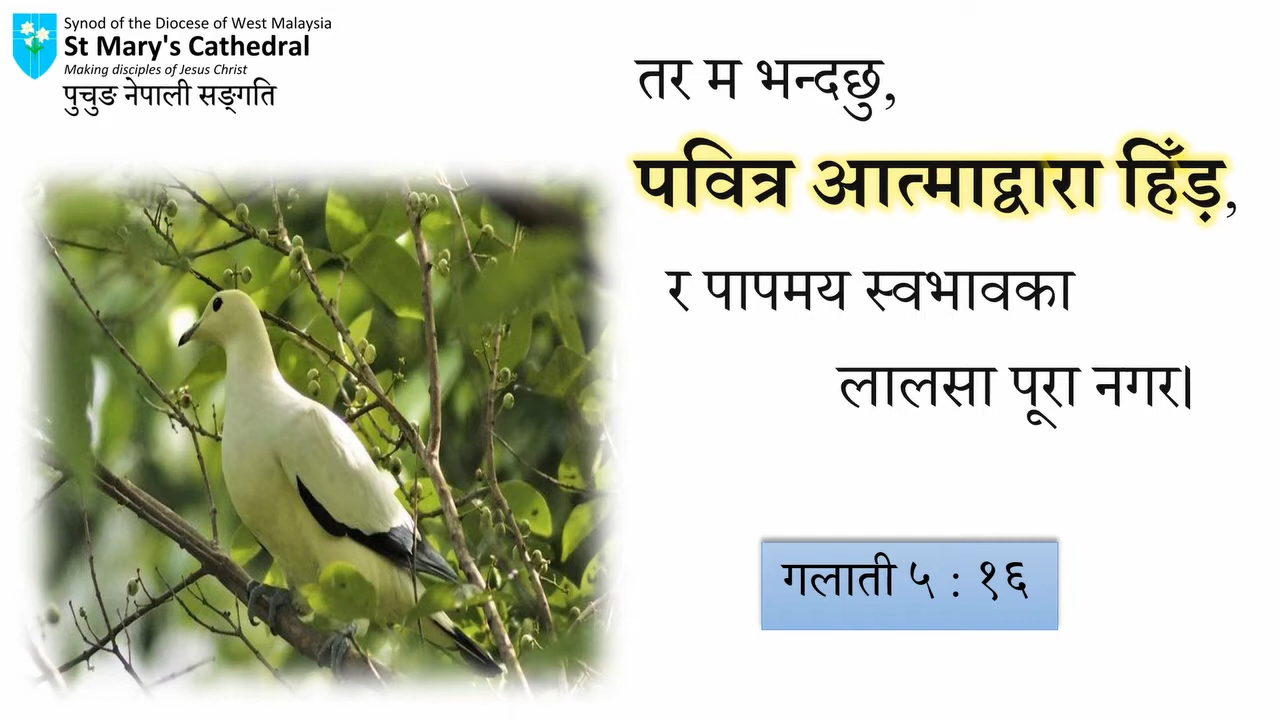 Synod of the Diocese of West Malaysia
St Mary's Cathedral
Making disciples of Jesus Christ
पुचुङ नेपाली सङ्गति
तर म भन्दछु,
पवित्र आत्माद्वारा हिँड़,
र पापमय स्वभावका
लालसा पूरा नगर।
गलाती ५ : १६